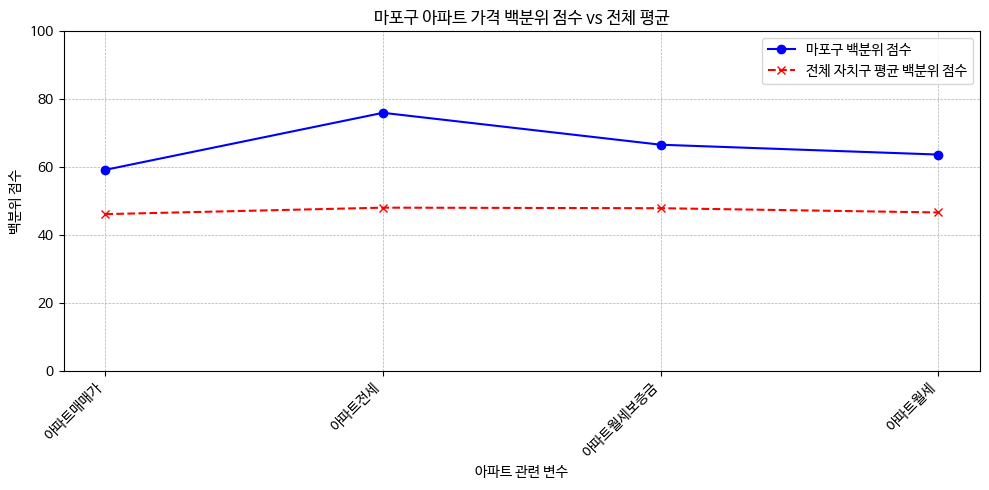 마포구 아파트 가격 백분위 점수 vs 전체 평균
마포구 백분위 점수
전체 자치구 평균 백분위 점수
백분위 점수
100
80
60
40
20
0
아파트매매가
아파트전세
아파트월세보증금
아파트월세
아파트 관련 변수